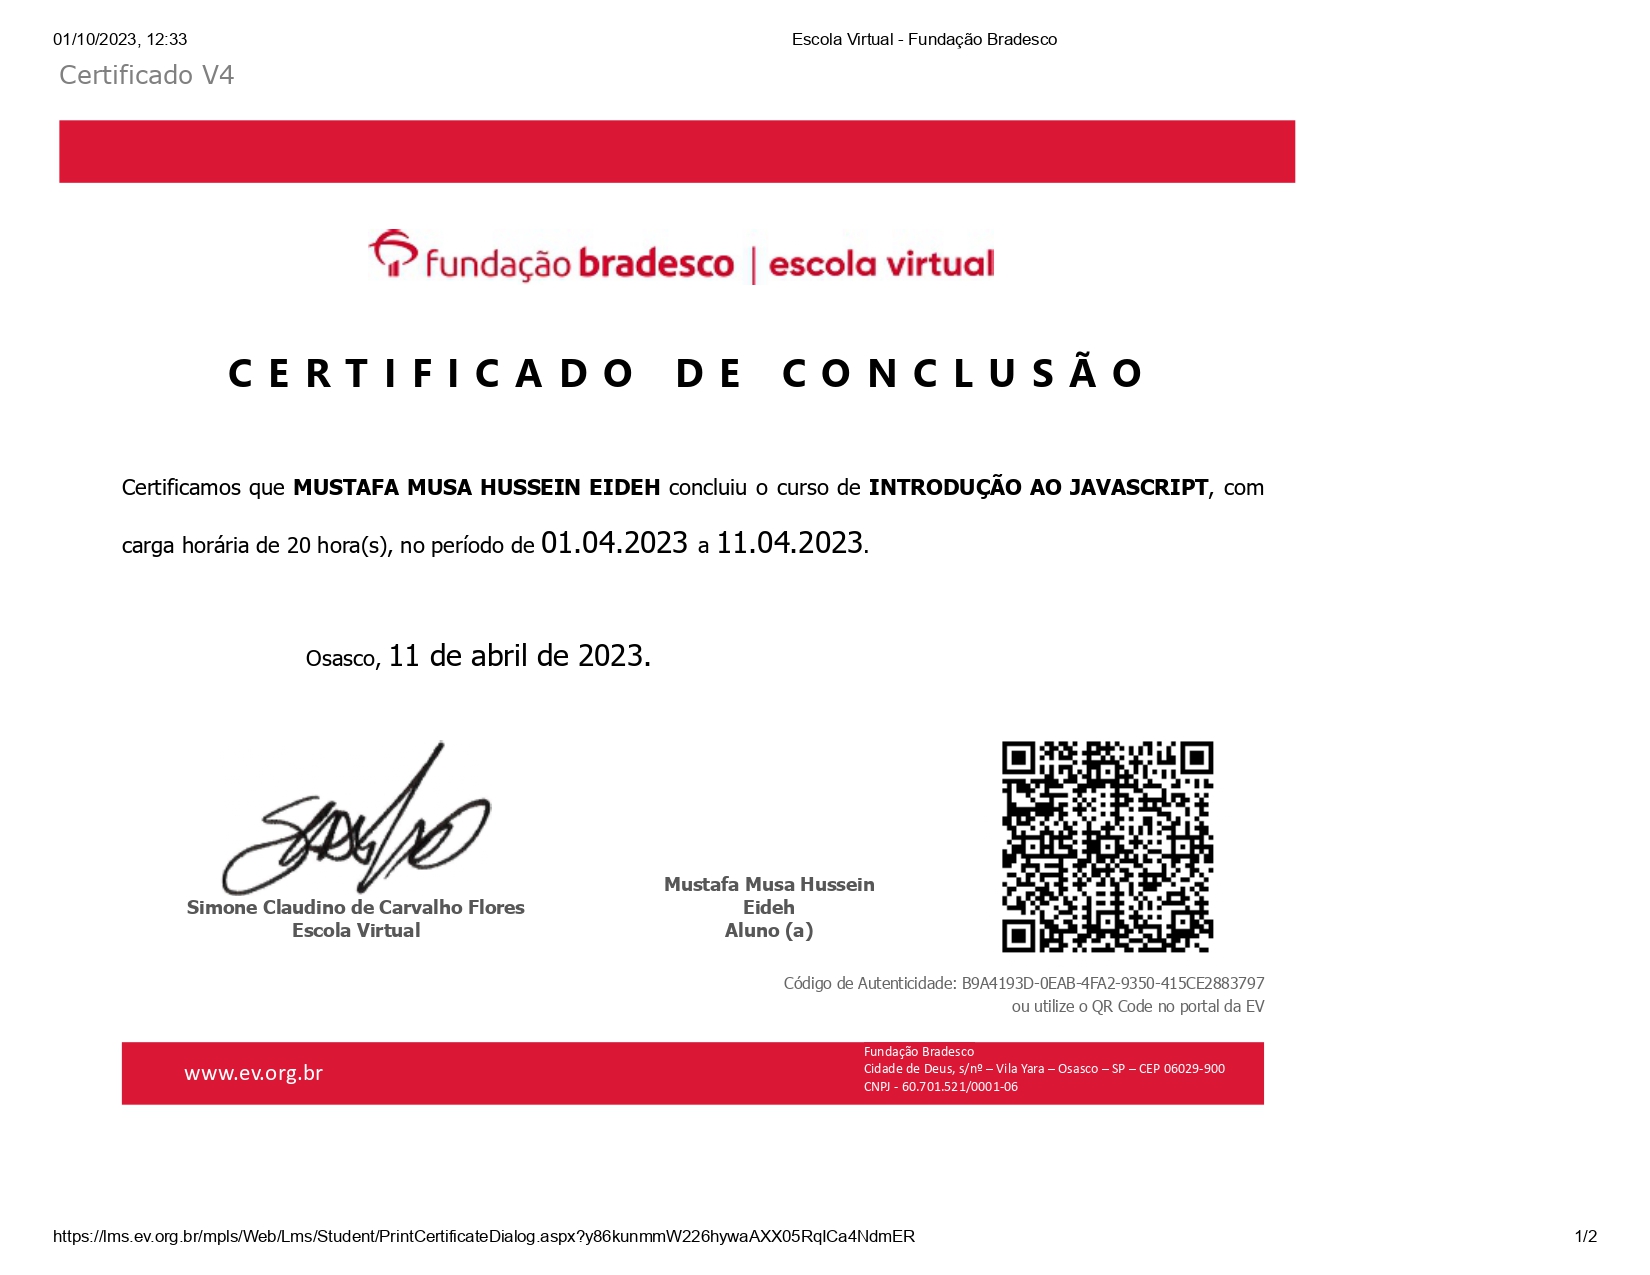 01/10/2023, 12:33
Escola Virtual - Fundação Bradesco
Certificado V4
fundação bradesco | escola virtual
CERTIFICADO DE CONCLUSÃO
Certificamos que MUSTAFA MUSA HUSSEIN EIDEH concluiu o curso de INTRODUÇÃO AO JAVASCRIPT, com
carga horária de 20 hora(s), no período de 01.04.2023 a 11.04.2023.
Osasco, 11 de abril de 2023.
Simone Claudino de Carvalho Flores
Escola Virtual
Mustafa Musa Hussein
Eideh
Aluno (a)
Código de Autenticidade: B9A4193D-0EAB-4FA2-9350-415CE2883797
ou utilize o QR Code no portal da EV
www.ev.org.br
Fundação Bradesco
Cidade de Deus, s/nº – Vila Yara – Osasco – SP – CEP 06029-900
CNPJ - 60.701.521/0001-06
https://lms.ev.org.br/mpls/Web/Lms/Student/PrintCertificateDialog.aspx?y86kunmmW226hywaAXX05RqICa4NdmER
1/2